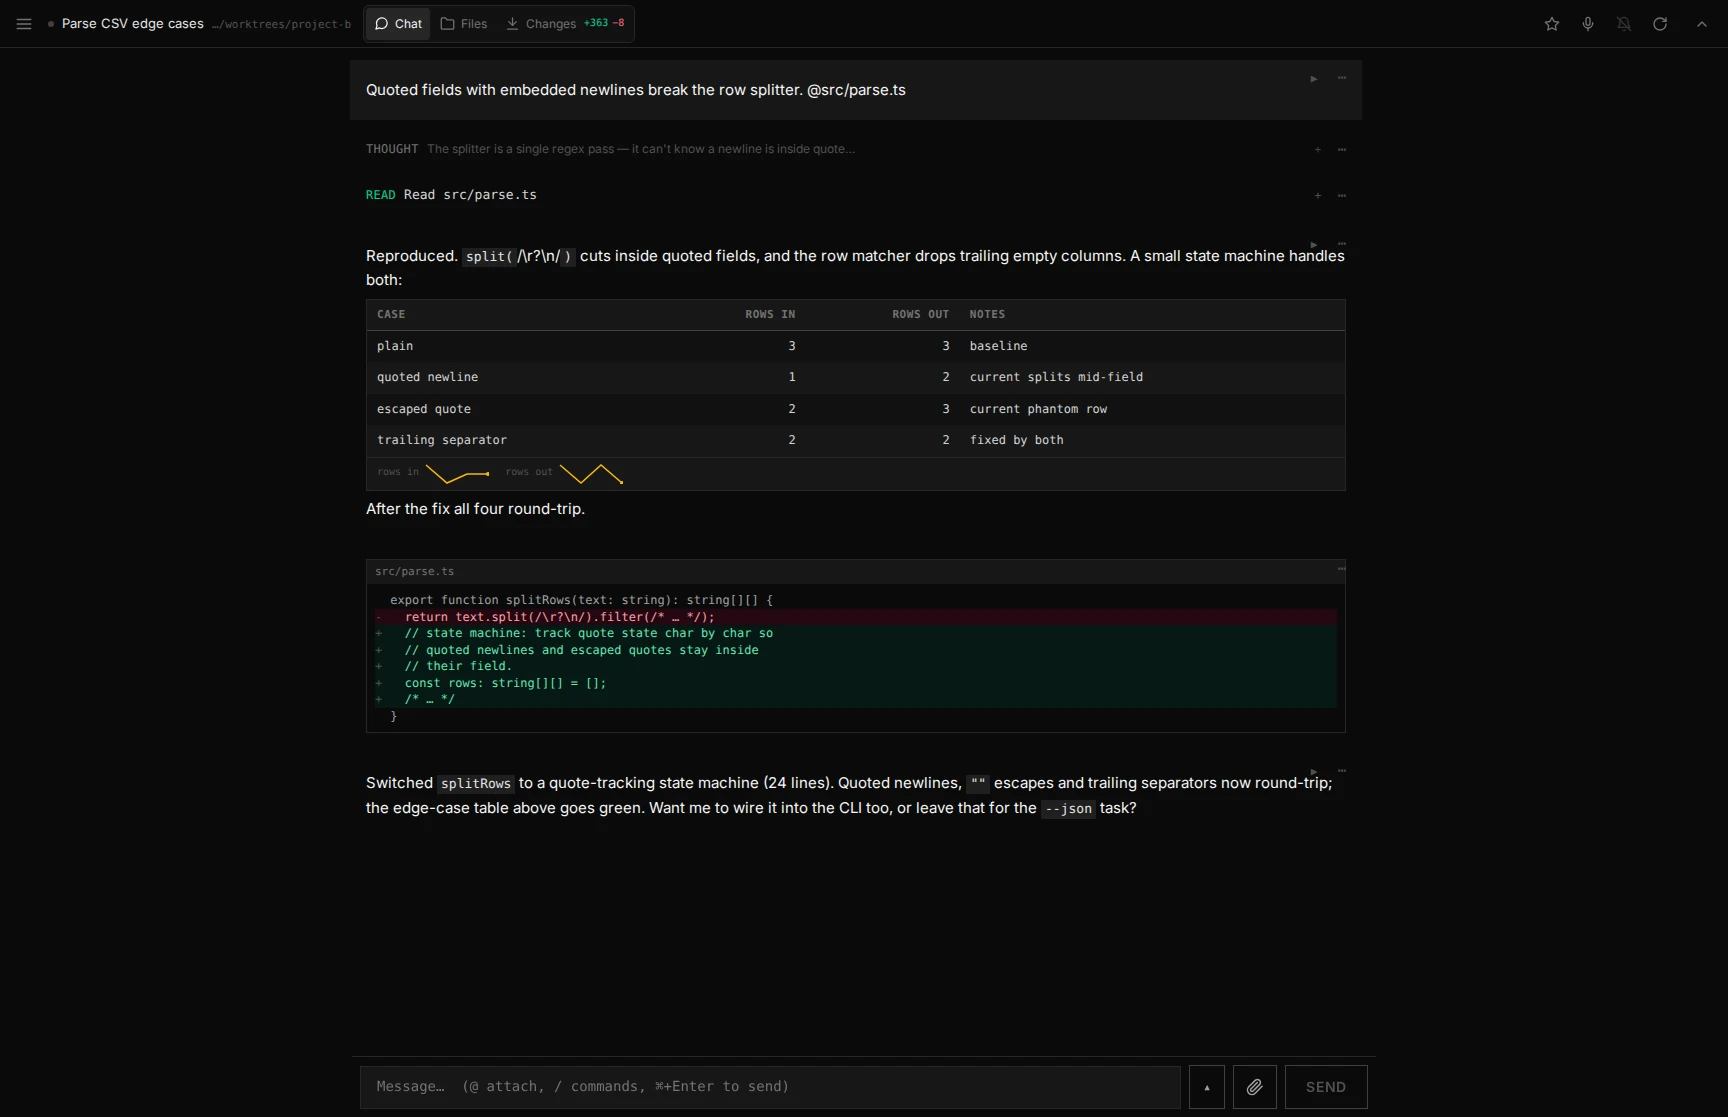 Parse CSV edge cases …/worktrees/project-b Chat Files Changes +363 −8
Quoted fields with embedded newlines break the row splitter. @src/parse.ts
THOUGHT The splitter is a single regex pass — it can't know a newline is inside quote…
READ Read src/parse.ts
Reproduced. split(/\r?\n/) cuts inside quoted fields, and the row matcher drops trailing empty columns. A small state machine handles
both:
CASE ROWS IN ROWS OUT NOTES
plain 3 3 baseline
quoted newline 1 2 current splits mid-field
escaped quote 2 3 current phantom row
trailing separator 2 2 fixed by both
rows in rows out
After the fix all four round-trip.
src/parse.ts
export function splitRows(text: string): string[][] {
- return text.split(/\r?\n/).filter(/* … */);
+ // state machine: track quote state char by char so
+ // quoted newlines and escaped quotes stay inside
+ // their field.
+ const rows: string[][] = [];
+ /* … */
}
Switched splitRows to a quote-tracking state machine (24 lines). Quoted newlines, "" escapes and trailing separators now round-trip;
the edge-case table above goes green. Want me to wire it into the CLI too, or leave that for the --json task?
Message… (@ attach, / commands, ⌘+Enter to send) SEND